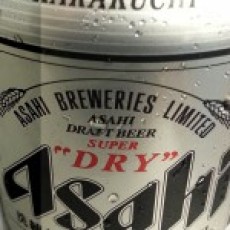 KARAKUCHI
ASAHI BREWERIES LIMITED
ASAHI
DRAFT BEER
SUPER
"DRY"
Asahi